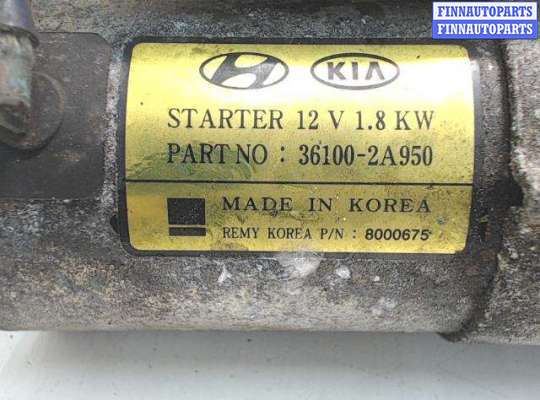 FINNAUTOPARTS
FINNAUTOPARTS
KIA
STARTER 12 V 1.8 KW
PART NO : 36100-2A950
MADE IN KOREA
REMY KOREA P/N : 8000675